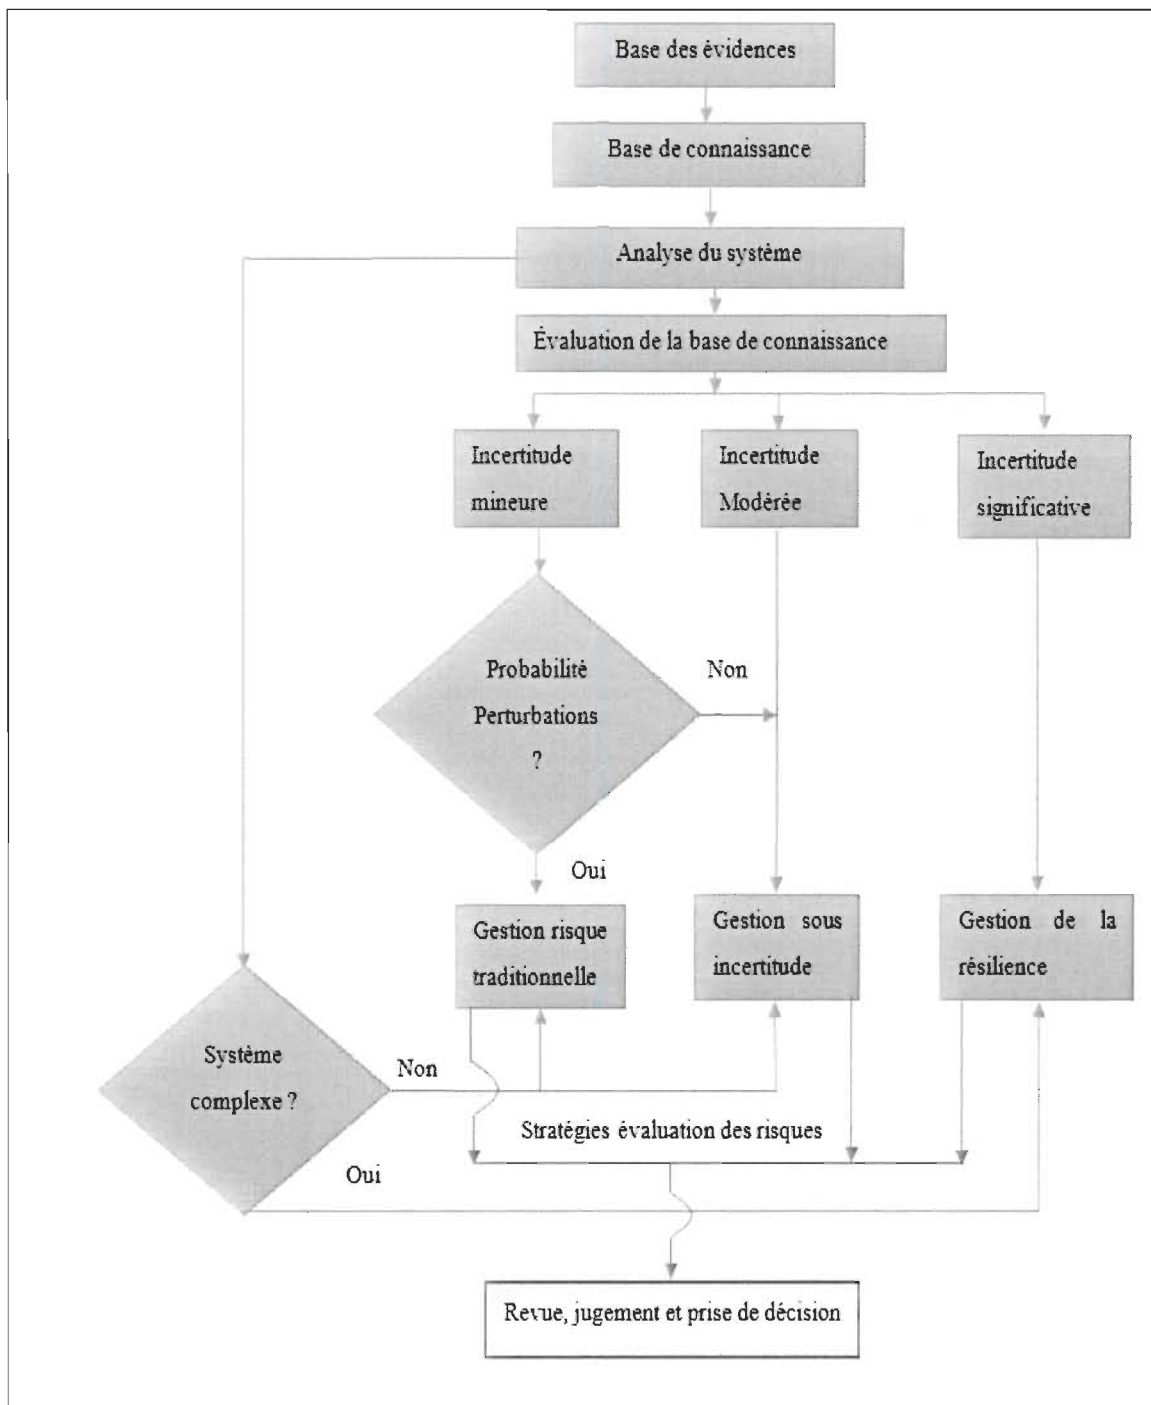 Base des évidences
Base de connaissance
Analyse du système
Évaluation de la base de connaissance
Incertitude
mineure
Incertitude
Modérée
Incertitude
significative
Probabilité
Perturbations
?
Non
Oui
Gestion risque
traditionnelle
Gestion sous
incertitude
Gestion de la
résilience
Système
complexe ?
Non
Stratégies évaluation des risques
Oui
Revue, jugement et prise de décision